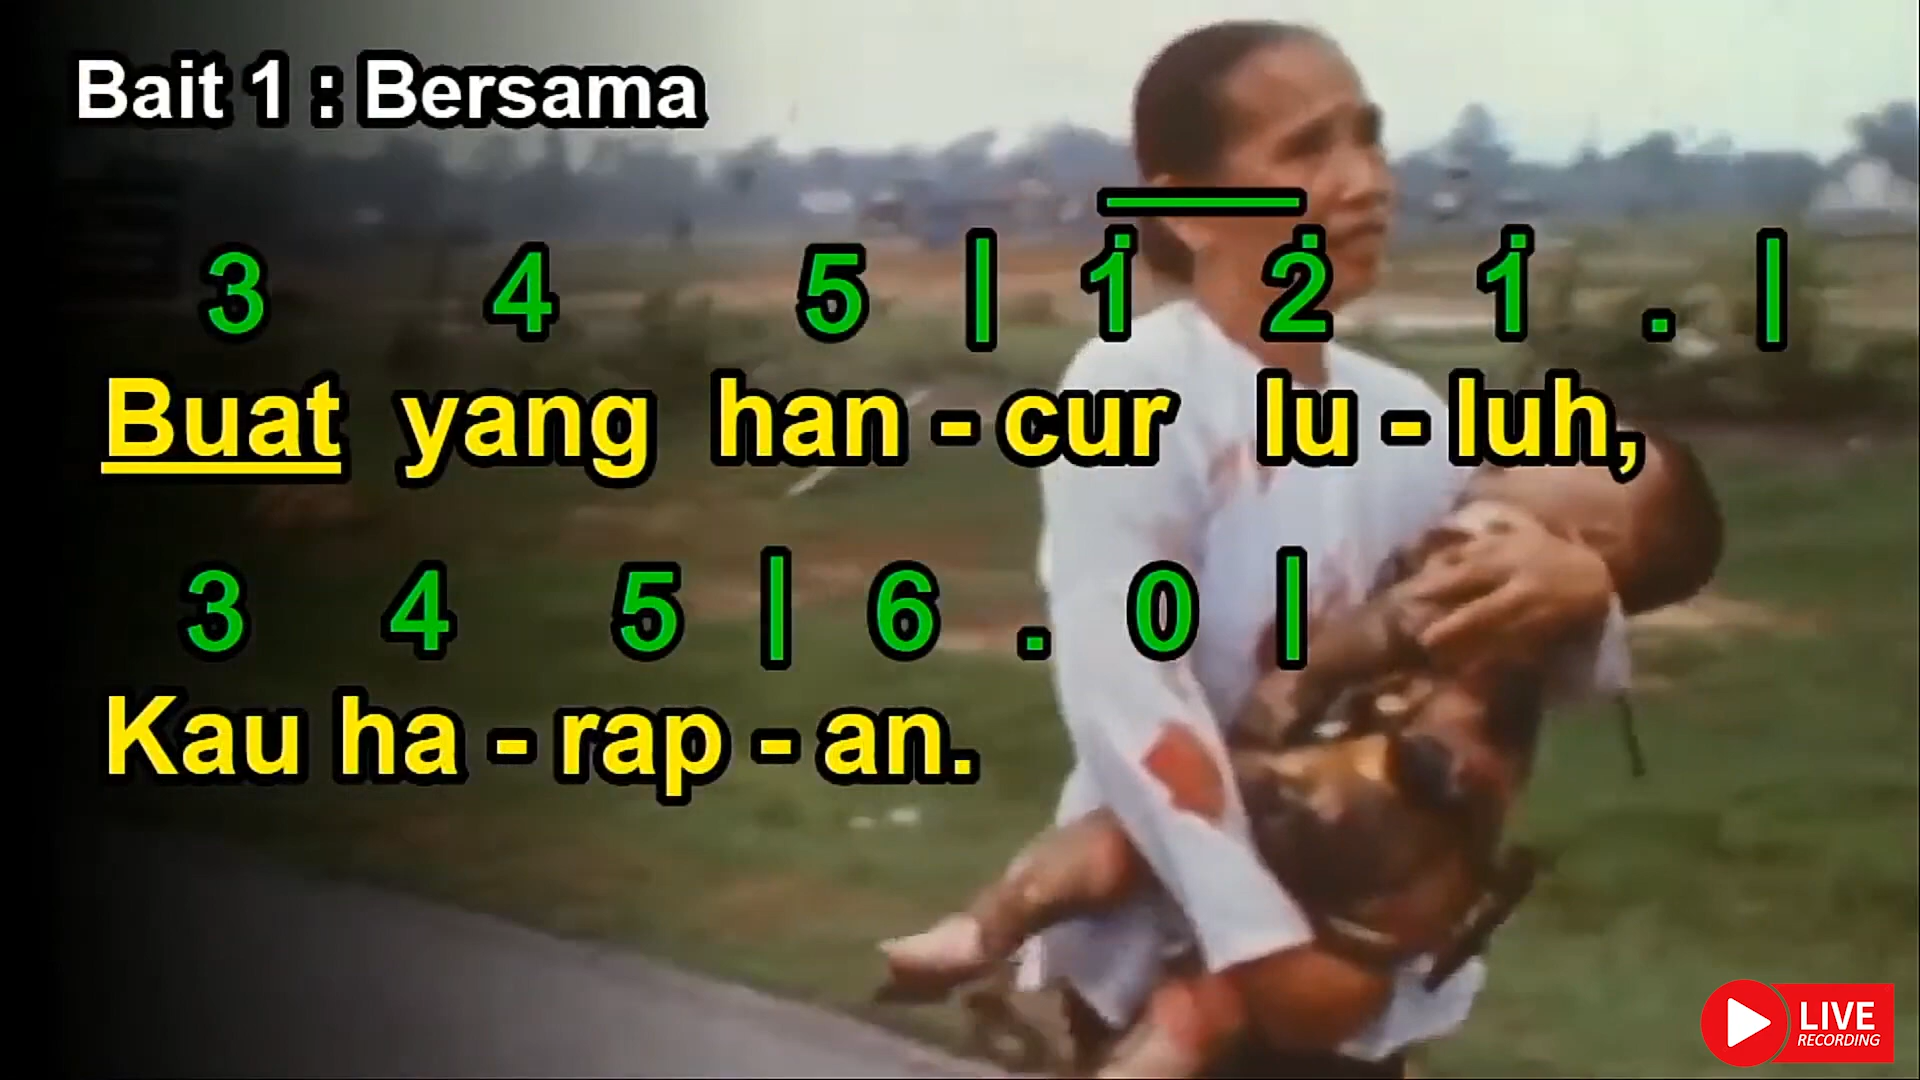 Bait 1 : Bersama
3 4 5 | 1̇ 2̇ 1̇ . |
Buat yang han - cur lu - luh,
3 4 5 | 6 . 0 |
Kau ha - rap - an.
LIVE
RECORDING